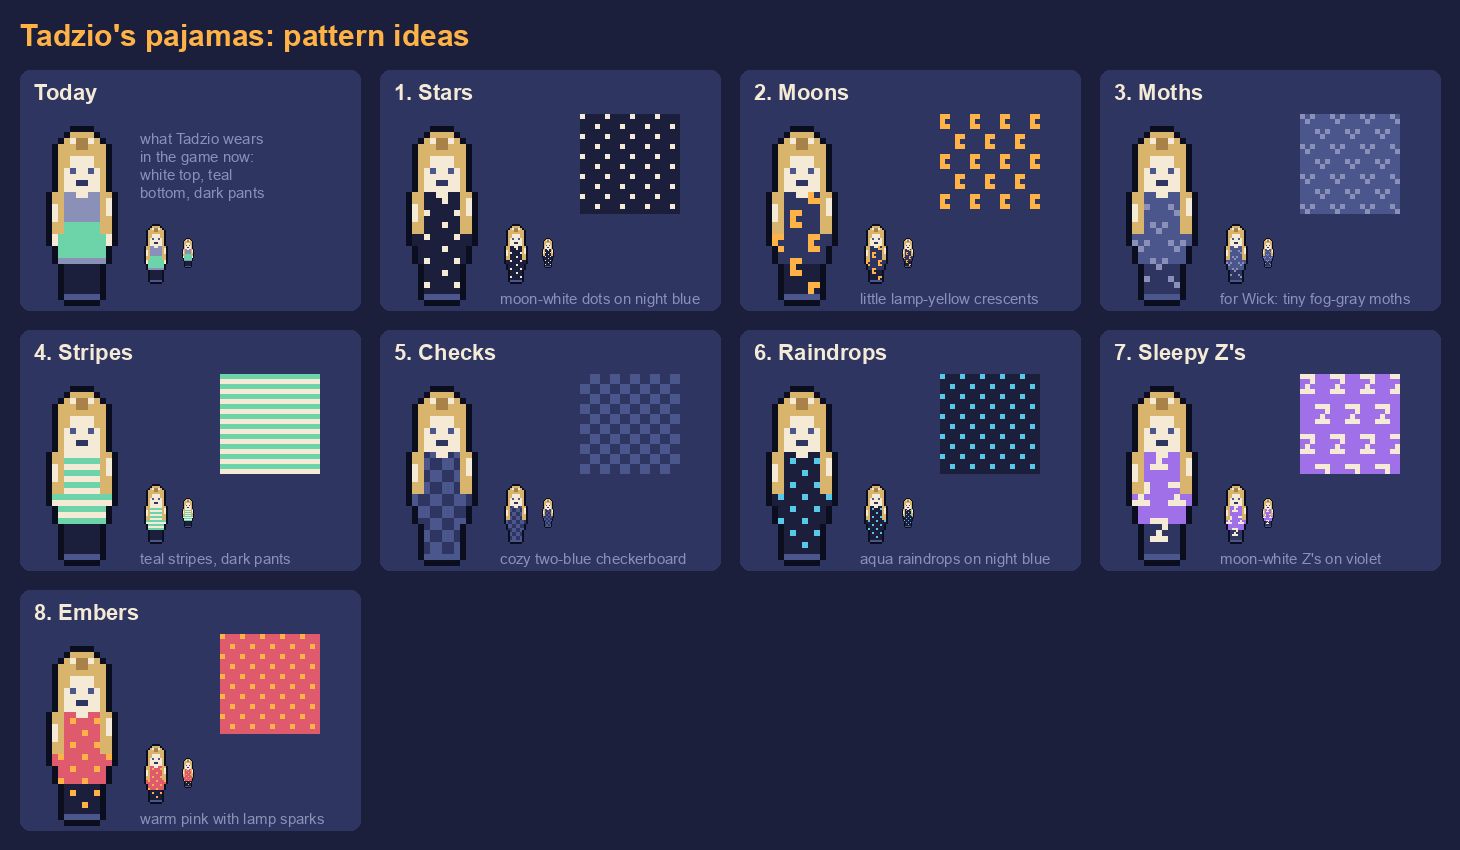 Tadzio's pajamas: pattern ideas
Today
what Tadzio wears
in the game now:
white top, teal
bottom, dark pants
1. Stars
moon-white dots on night blue
2. Moons
little lamp-yellow crescents
3. Moths
for Wick: tiny fog-gray moths
4. Stripes
teal stripes, dark pants
5. Checks
cozy two-blue checkerboard
6. Raindrops
aqua raindrops on night blue
7. Sleepy Z's
moon-white Z's on violet
8. Embers
warm pink with lamp sparks